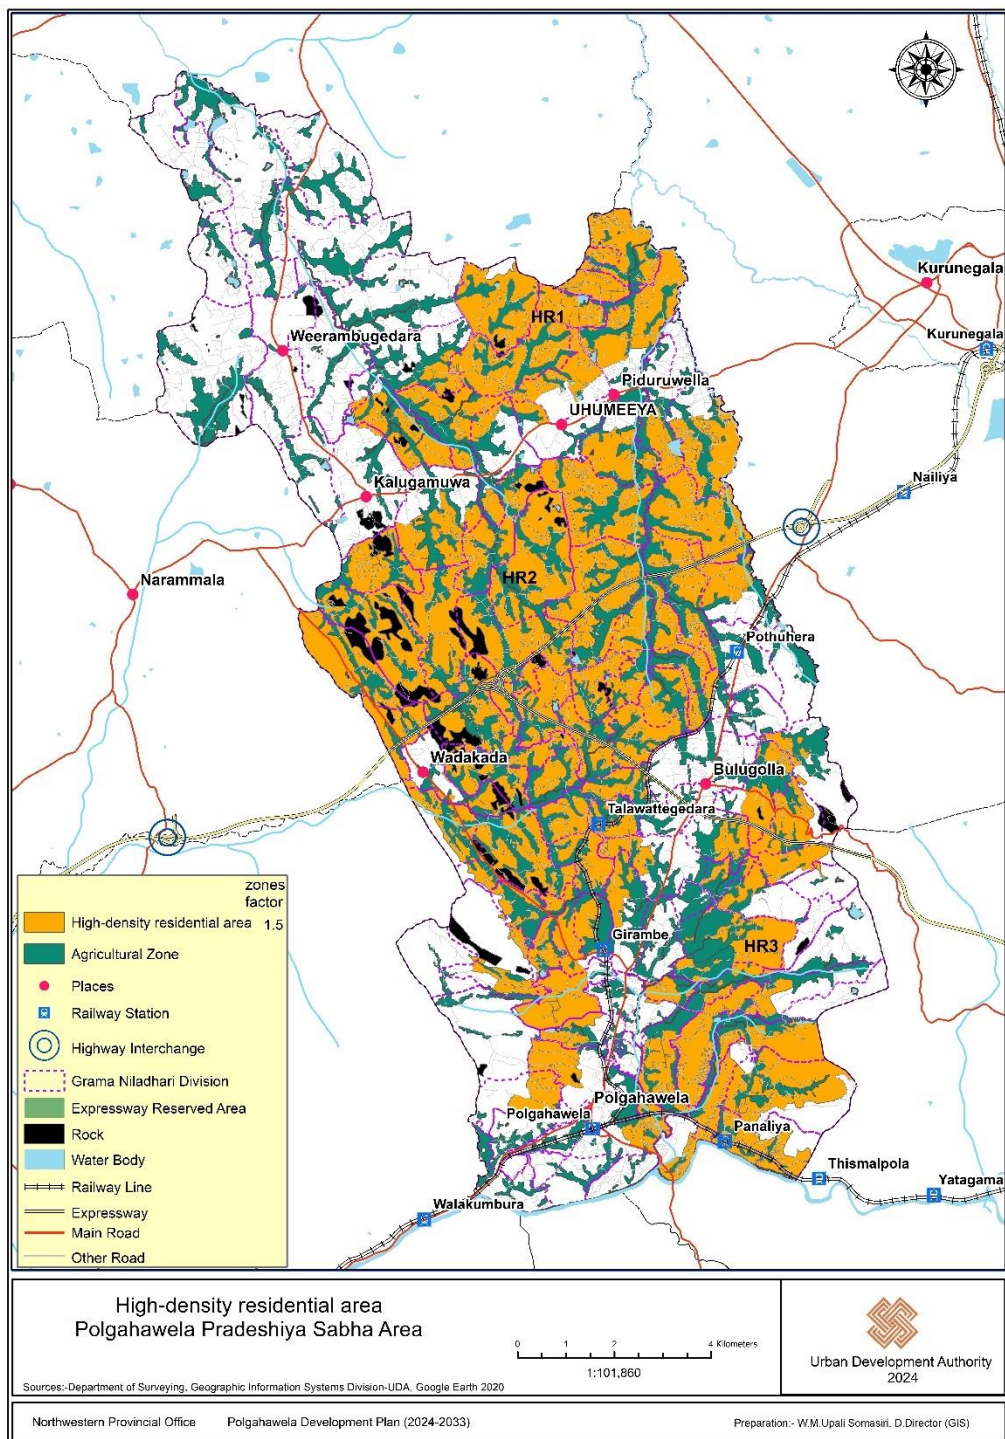 Kurunegala
Kurunegala
HR1
Weerambugedara
Piduruwella
UHUMEEYA
Kalugamuwa
Nailiya
HR2
Narammala
Pothuhera
Wadakada
Bulugolla
Talawattegedara
Girambe
HR3
Polgahawela
Polgahawela
Panaliya
Thismalpola
Yatagama
Walakumbura
zones
factor
High-density residential area 1.5
Agricultural Zone
Places
Railway Station
Highway Interchange
Grama Niladhari Division
Expressway Reserved Area
Rock
Water Body
Railway Line
Expressway
Main Road
Other Road
High-density residential area
Polgahawela Pradeshiya Sabha Area
0 1 2 4 Kilometers
1:101,860
Sources:-Department of Surveying, Geographic Information Systems Division-UDA, Google Earth 2020
Urban Development Authority
2024
Northwestern Provincial Office Polgahawela Development Plan (2024-2033) Preparation:- W.M.Upali Somasiri. D.Director (GIS)